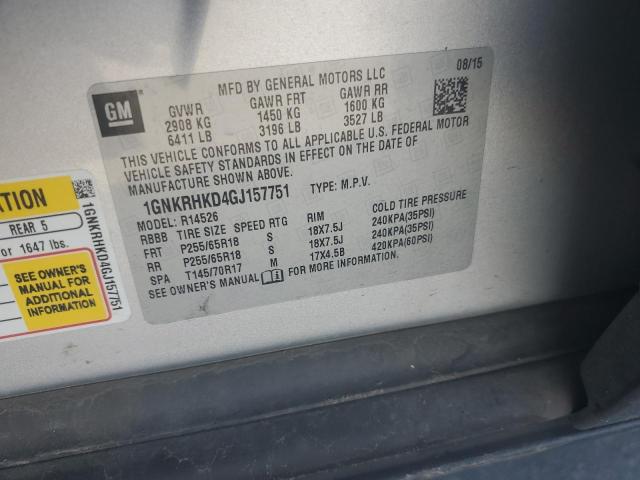 MFD BY GENERAL MOTORS LLC 08/15
GM
GVWR GAWR FRT GAWR RR
2908 KG 1450 KG 1600 KG
6411 LB 3196 LB 3527 LB
THIS VEHICLE CONFORMS TO ALL APPLICABLE U.S. FEDERAL MOTOR
VEHICLE SAFETY STANDARDS IN EFFECT ON THE DATE OF
MANUFACTURE SHOWN ABOVE.
1GNKRHKD4GJ157751 TYPE: M.P.V.
MODEL: R14526
RBBB TIRE SIZE SPEED RTG RIM COLD TIRE PRESSURE
FRT P255/65R18 S 18X7.5J 240KPA(35PSI)
RR P255/65R18 S 18X7.5J 240KPA(35PSI)
SPA T145/70R17 M 17X4.5B 420KPA(60PSI)
SEE OWNER'S MANUAL FOR ADDITIONAL INFORMATION.
REAR 5
or 1647 lbs.
SEE OWNER'S
MANUAL FOR
ADDITIONAL
INFORMATION
1GNKRHKD4GJ157751